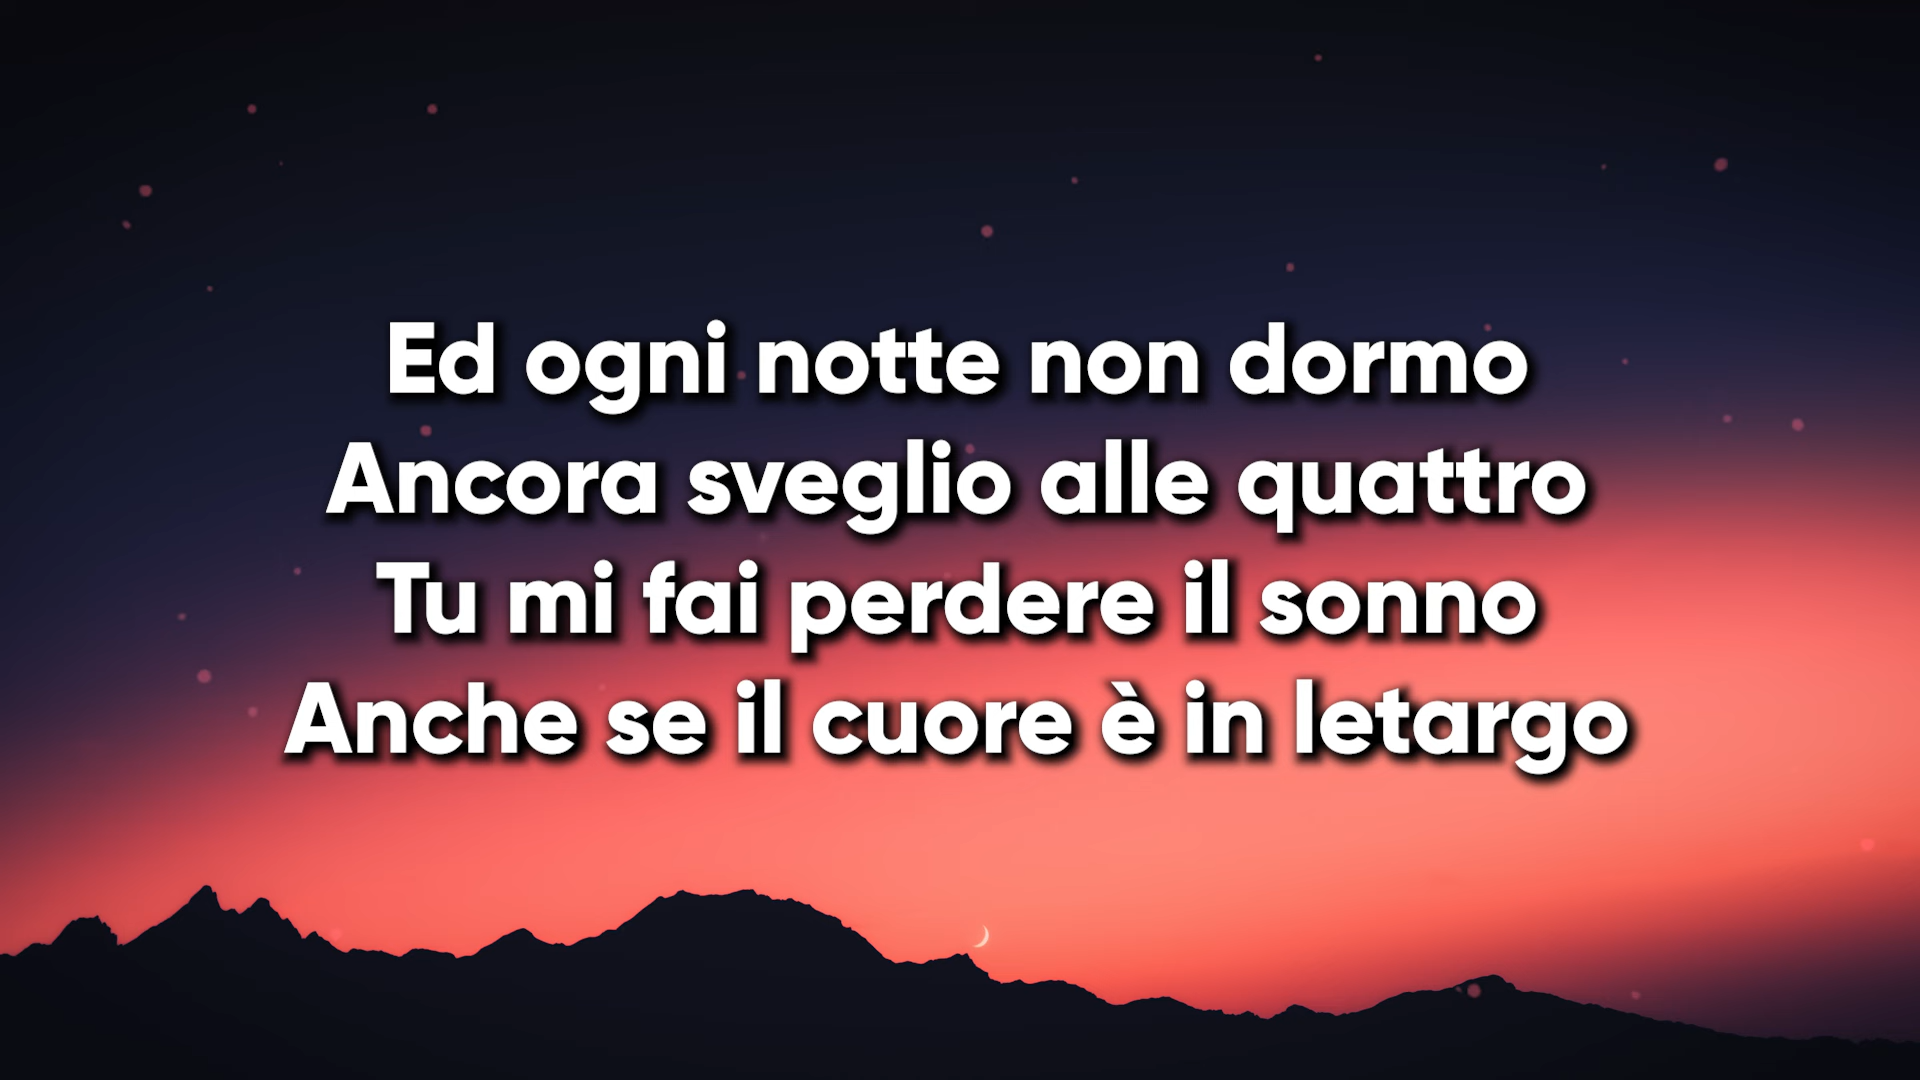 Ed ogni notte non dormo
Ancora sveglio alle quattro
Tu mi fai perdere il sonno
Anche se il cuore è in letargo